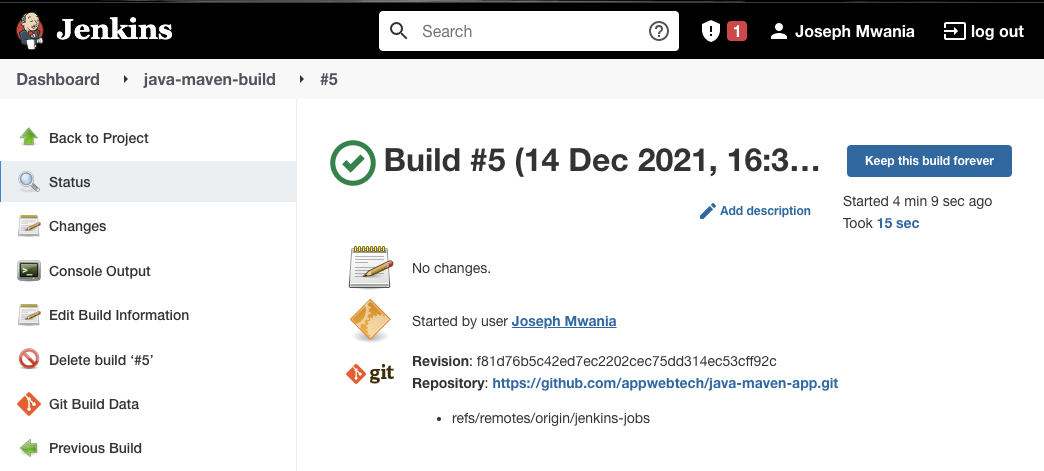 Jenkins
Search
1
Joseph Mwania
log out
Dashboard
java-maven-build
#5
Back to Project
Status
Changes
Console Output
Edit Build Information
Delete build ‘#5’
Git Build Data
Previous Build
Build #5 (14 Dec 2021, 16:3...
Keep this build forever
Add description
Started 4 min 9 sec ago
Took 15 sec
No changes.
Started by user Joseph Mwania
git
Revision: f81d76b5c42ed7ec2202cec75dd314ec53cff92c
Repository: https://github.com/appwebtech/java-maven-app.git
• refs/remotes/origin/jenkins-jobs